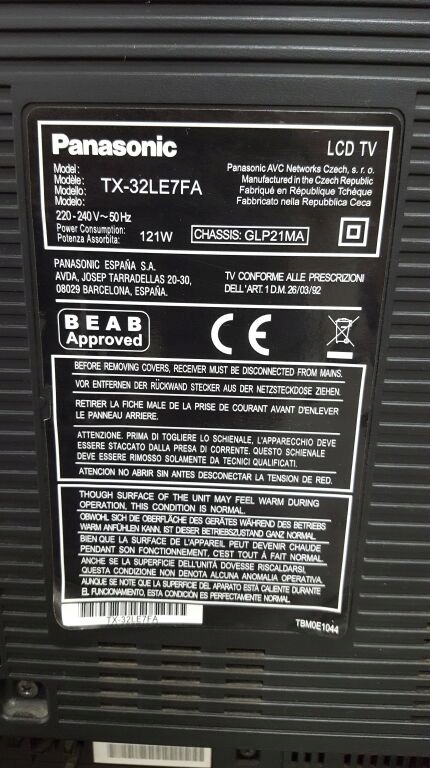 Panasonic
LCD TV
Model:
Modèle:
Modello:
Modelo:
TX-32LE7FA
Panasonic AVC Networks Czech, s. r. o.
Manufactured in the Czech Republic
Fabriqué en République Tchèque
Fabbricato nella Repubblica Ceca
220 - 240 V ~ 50 Hz
Power Consumption:
Potenza Assorbita:
121W
CHASSIS: GLP21MA
PANASONIC ESPAÑA S.A.
AVDA, JOSEP TARRADELLAS 20-30,
08029 BARCELONA, ESPAÑA.
TV CONFORME ALLE PRESCRIZIONI
DELL'ART. 1 D.M. 26/03/92
BEAB
Approved
CE
BEFORE REMOVING COVERS, RECEIVER MUST BE DISCONNECTED FROM MAINS.
VOR ENTFERNEN DER RÜCKWAND STECKER AUS DER NETZSTECKDOSE ZIEHEN.
RETIRER LA FICHE MALE DE LA PRISE DE COURANT AVANT D'ENLEVER
LE PANNEAU ARRIERE.
ATTENZIONE. PRIMA DI TOGLIERE LO SCHIENALE, L'APPARECCHIO DEVE
ESSERE STACCATO DALLA PRESA DI CORRENTE. QUESTO SCHIENALE
DEVE ESSERE RIMOSSO SOLAMENTE DA TECNICI QUALIFICATI.
ATENCION NO ABRIR SIN ANTES DESCONECTAR LA TENSION DE RED.
THOUGH SURFACE OF THE UNIT MAY FEEL WARM DURING
OPERATION, THIS CONDITION IS NORMAL.
OBWOHL SICH DIE OBERFLÄCHE DES GERÄTES WÄHREND DES BETRIEBS
WARM ANFÜHLEN KANN, IST DIESER BETRIEBSZUSTAND GANZ NORMAL.
BIEN QUE LA SURFACE DE L'APPAREIL PEUT DEVENIR CHAUDE
PENDANT SON FONCTIONNEMENT, C'EST TOUT À FAIT NORMAL.
ANCHE SE LA SUPERFICIE DELL'UNITÀ DOVESSE RISCALDARSI,
QUESTA CONDIZIONE NON DENOTA ALCUNA ANOMALIA OPERATIVA.
AUNQUE SE NOTE QUE LA SUPERFICIE DEL APARATO ESTÁ CALIENTE DURANTE
EL FUNCIONAMIENTO, ESTA CONDICIÓN ES PERFECTAMENTE NORMAL.
TX-32LE7FA
TBM0E1044